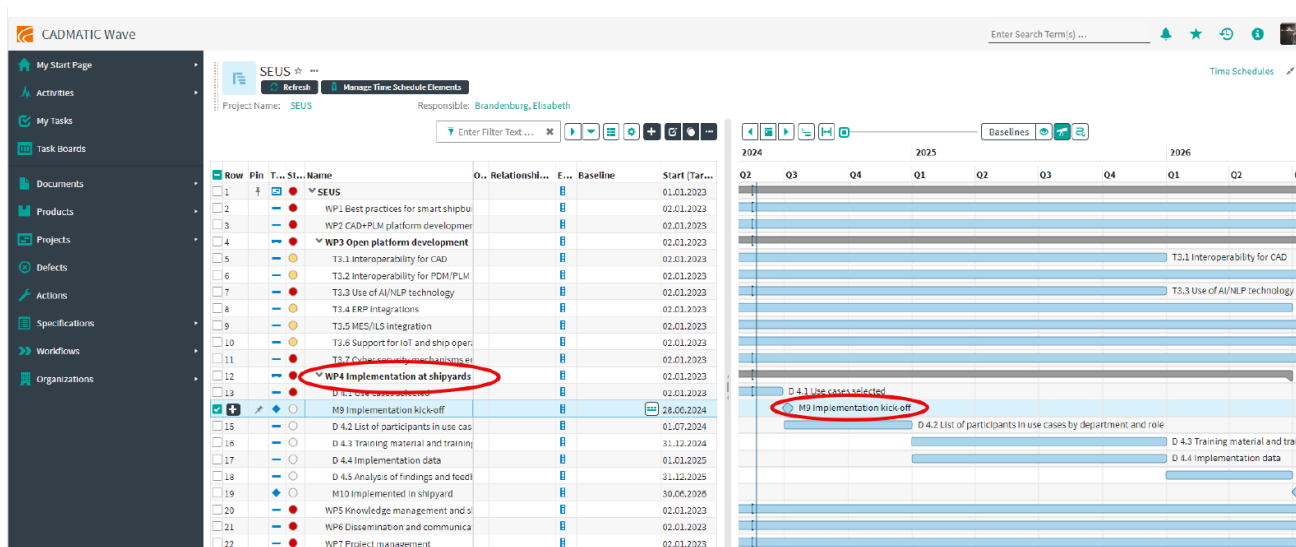 CADMATIC Wave
Enter Search Term(s) ...
My Start Page
Activities
My Tasks
Task Boards
Documents
Products
Projects
Defects
Actions
Specifications
Workflows
Organizations
SEUS
Time Schedules
Refresh
Manage Time Schedule Elements
Project Name: SEUS Responsible: Brandenburg, Elisabeth
Enter Filter Text ...
Baselines
2024 2025 2026
Row Pin T... St... Name O.. Relationshi... E... Baseline Start (Tar...
Q2 Q3 Q4 Q1 Q2 Q3 Q4 Q1 Q2
1 SEUS 01.01.2023
2 WP1 Best practices for smart shipbu 02.01.2023
3 WP2 CAD+PLM platform developmer 02.01.2023
4 WP3 Open platform development 02.01.2023
5 T3.1 Interoperability for CAD 02.01.2023 T3.1 Interoperability for CAD
6 T3.2 Interoperability for PDM/PLM 02.01.2023
7 T3.3 Use of AI/NLP technology 02.01.2023 T3.3 Use of AI/NLP technology
8 T3.4 ERP integrations 02.01.2023
9 T3.5 MES/ILS integration 02.01.2023
10 T3.6 Support for IoT and ship oper 02.01.2023
11 T3.7 Cyber security mechanisms e 02.01.2023
12 WP4 Implementation at shipyards 02.01.2023
13 D 4.1 Use cases selected 02.01.2023 D 4.1 Use cases selected
M9 Implementation kick-off 28.06.2024 M9 Implementation kick-off
15 D 4.2 List of participants in use cas 01.07.2024 D 4.2 List of participants in use cases by department and role
16 D 4.3 Training material and training 31.12.2024 D 4.3 Training material and trai
17 D 4.4 Implementation data 01.01.2025 D 4.4 Implementation data
18 D 4.5 Analysis of findings and feedl 31.12.2025
19 M10 Implemented in shipyard 30.06.2026
20 WP5 Knowledge management and s 02.01.2023
21 WP6 Dissemination and communica 02.01.2023
22 WP7 Project management 02.01.2023